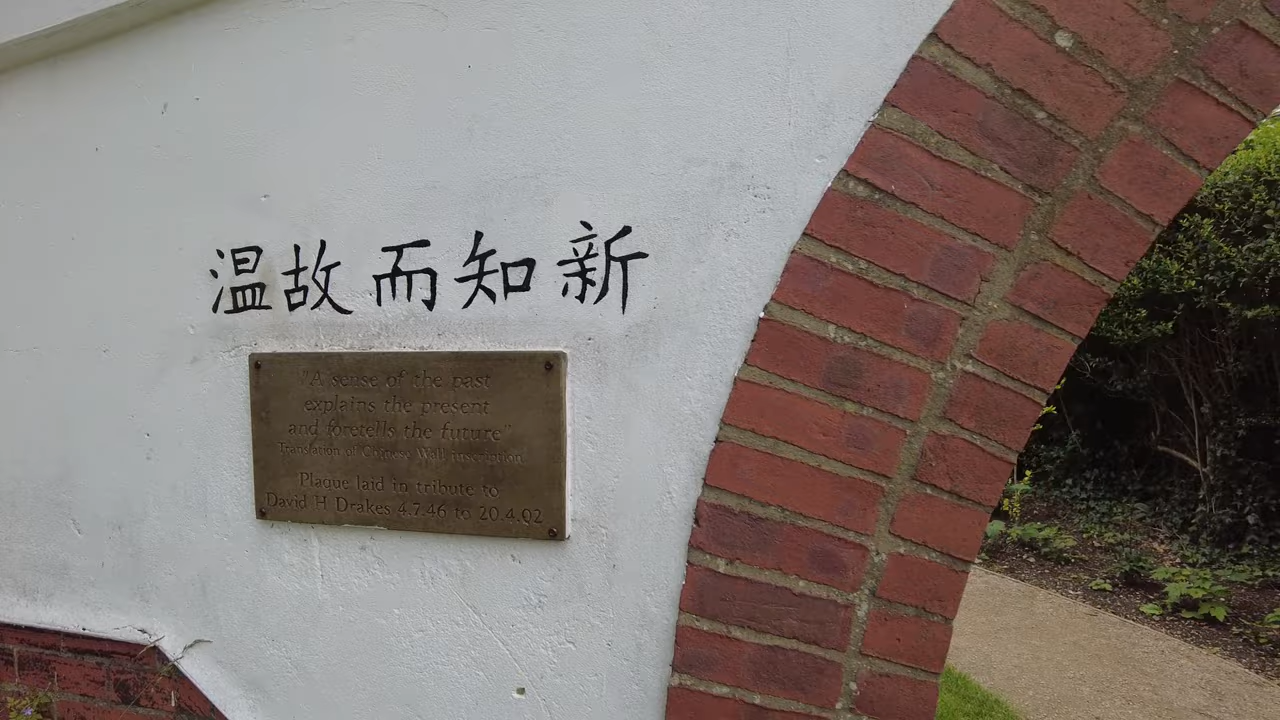 温故而知新
"A sense of the past
explains the present
and foretells the future"
Translation of Chinese Wall inscription
Plaque laid in tribute to
David H Drakes 4.7.46 to 20.4.02